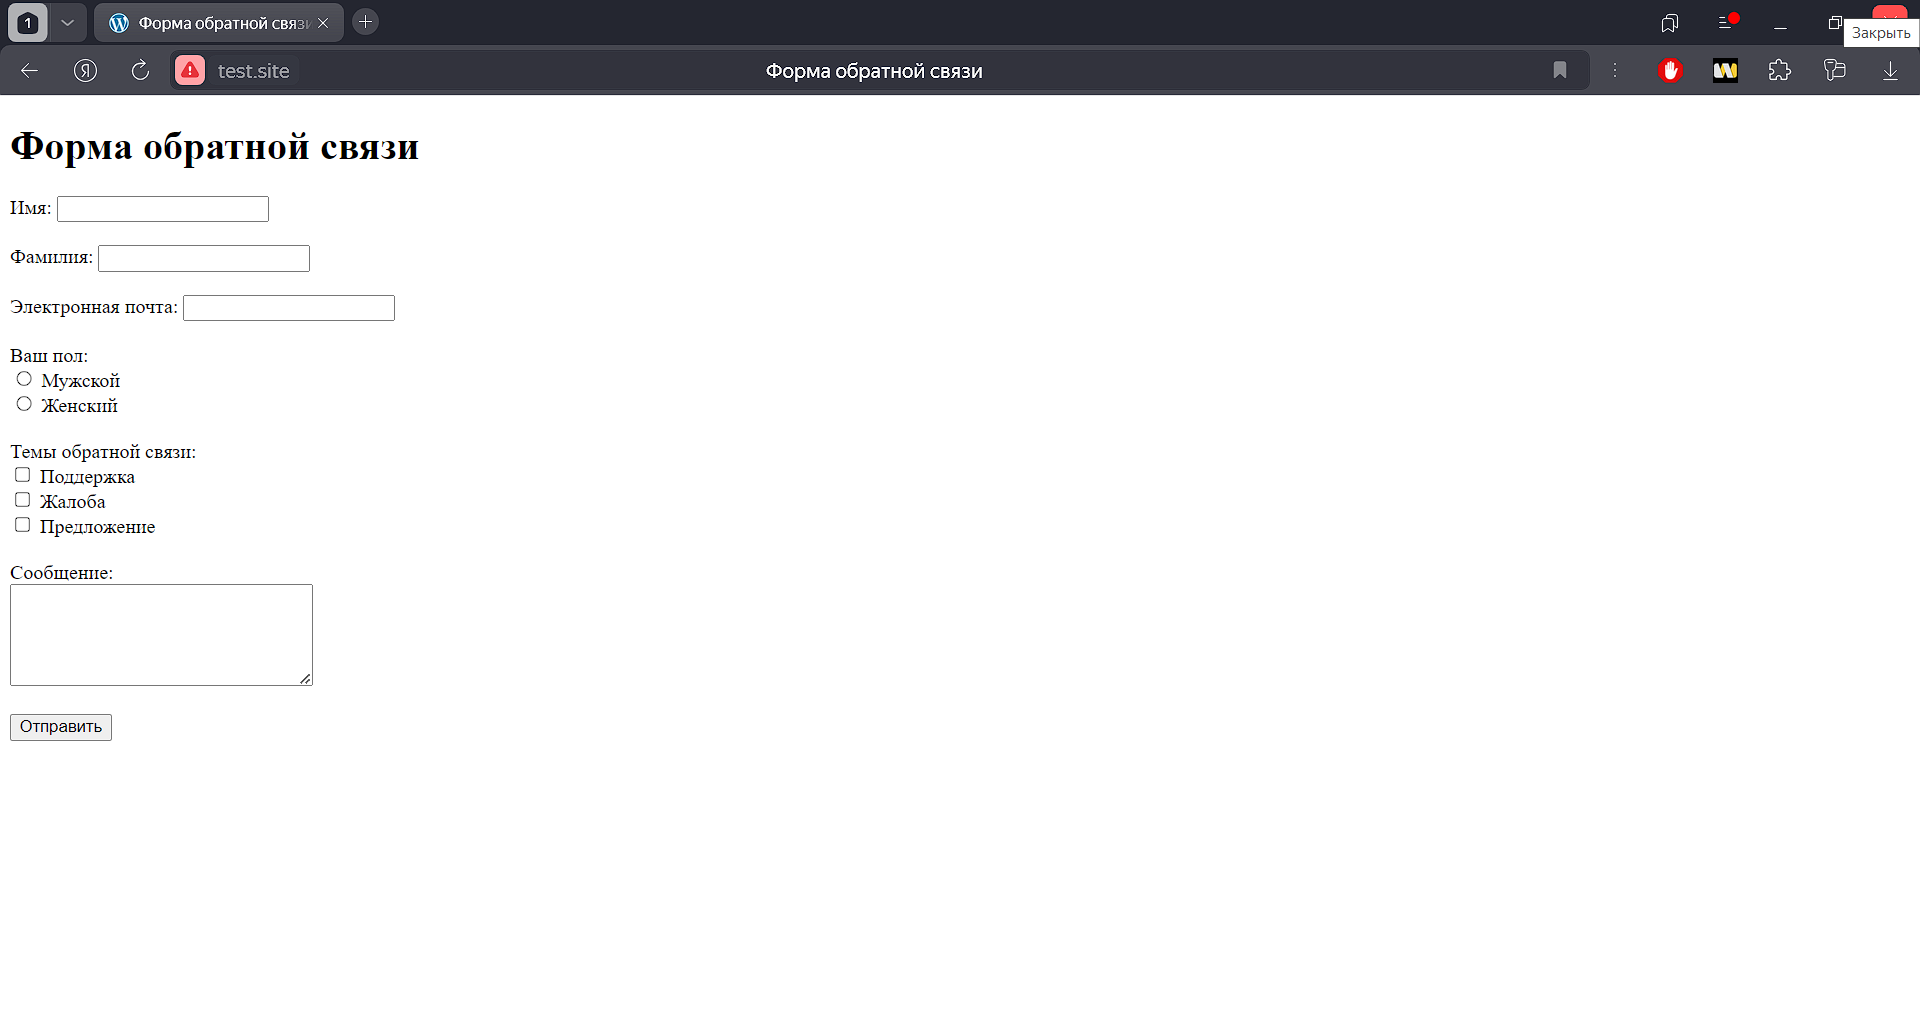 1
Форма обратной связи
Закрыть
Я
test.site
Форма обратной связи
Форма обратной связи
Имя:
Фамилия:
Электронная почта:
Ваш пол:
Мужской
Женский
Темы обратной связи:
Поддержка
Жалоба
Предложение
Сообщение:
Отправить